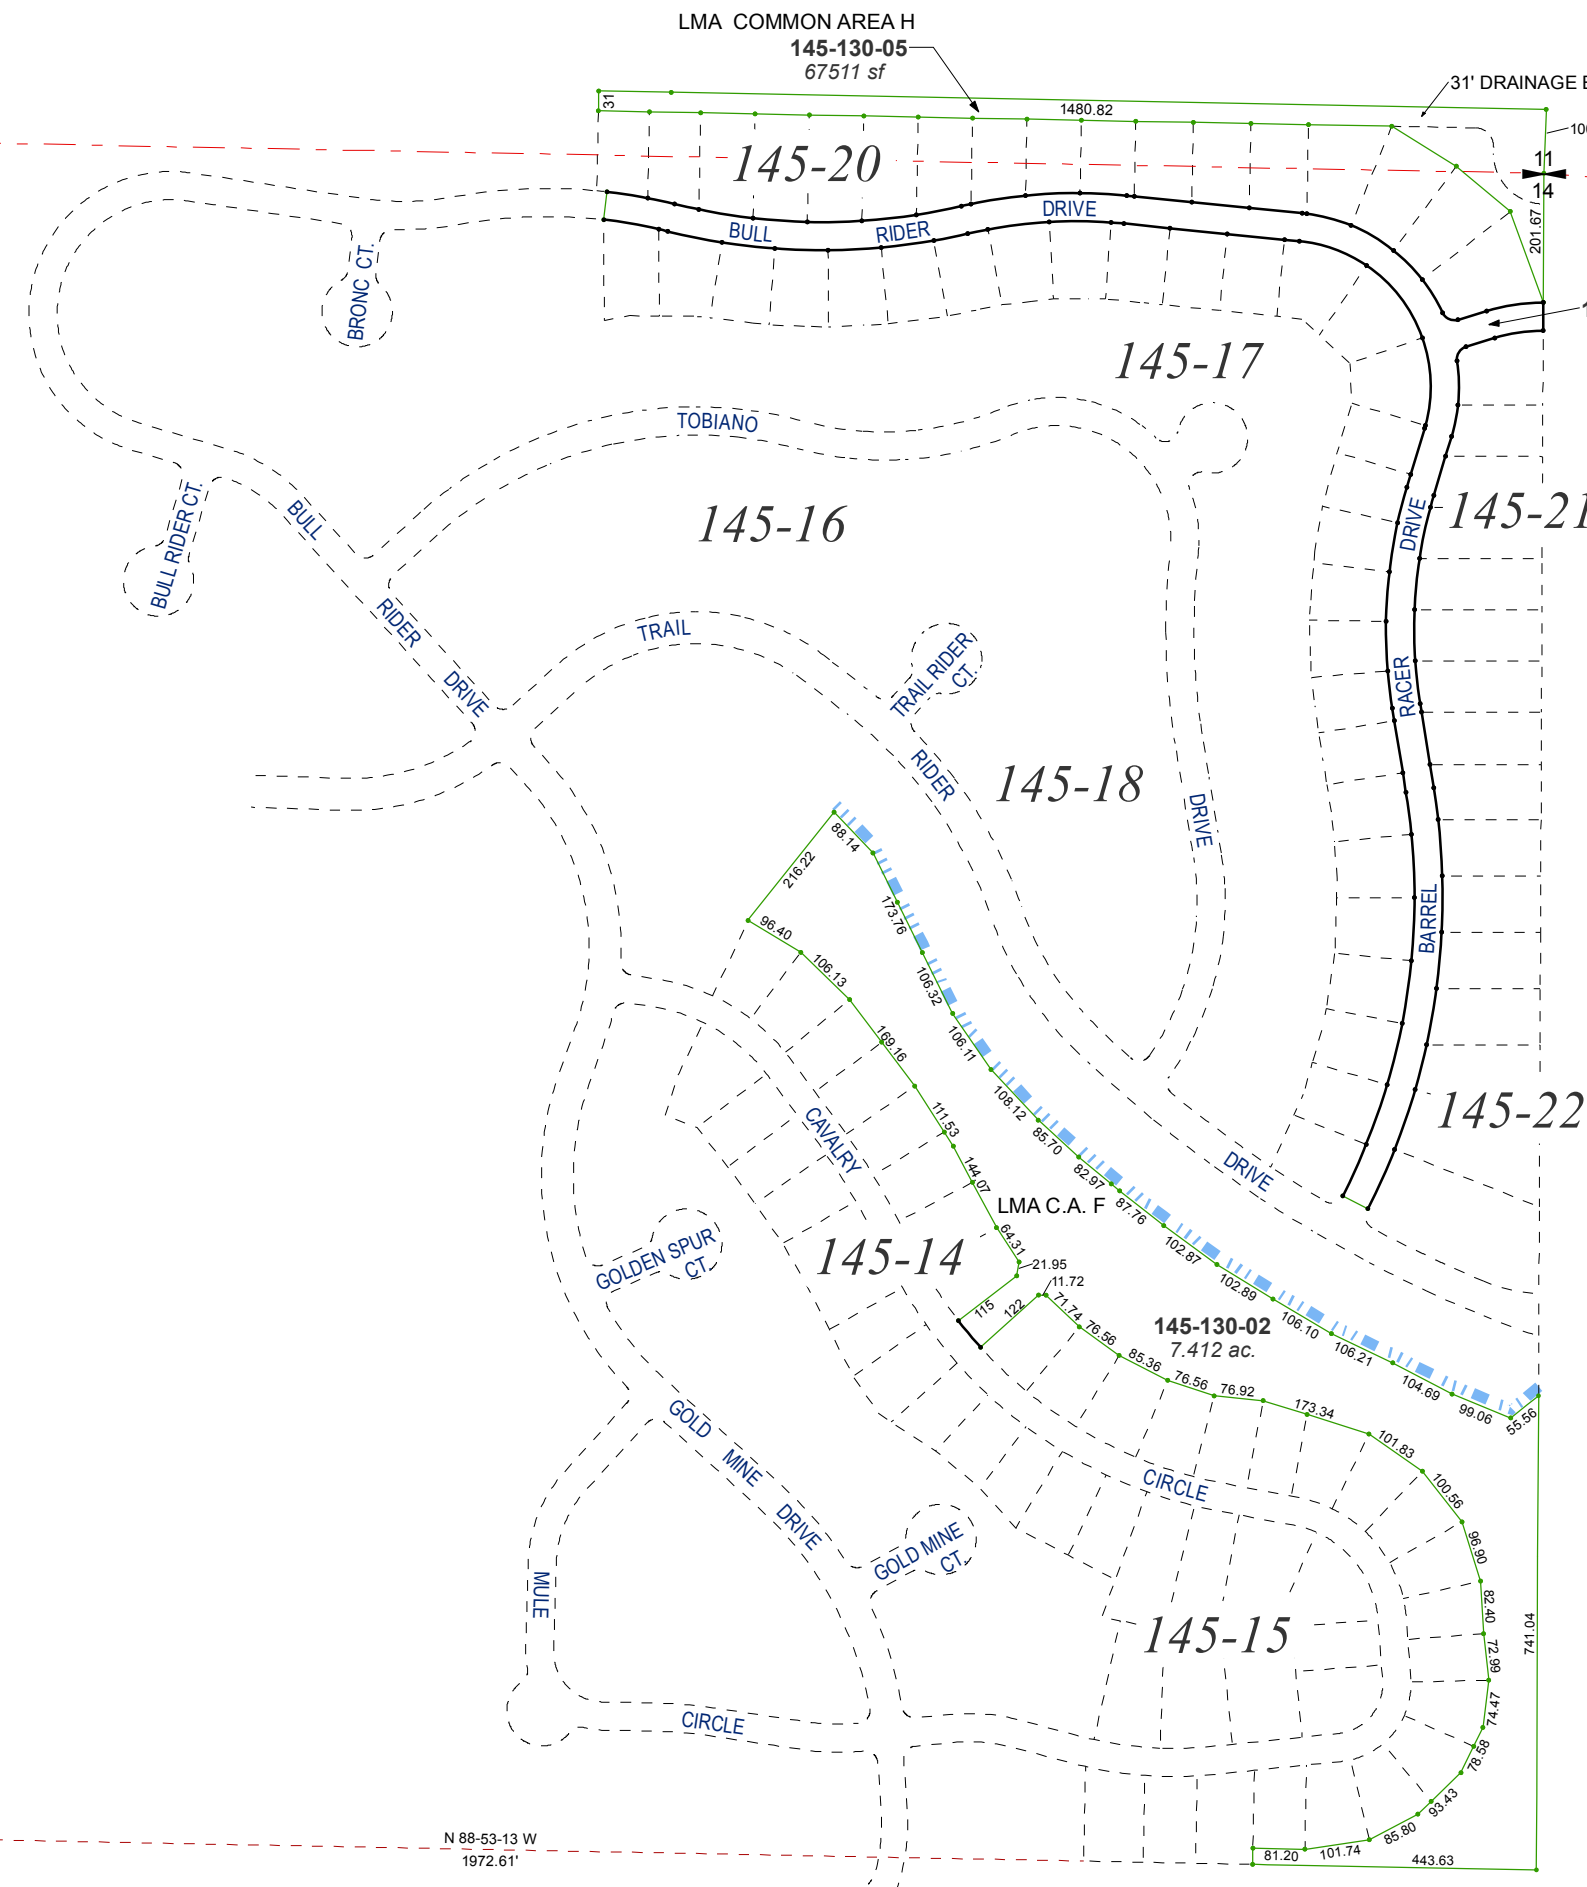 LMA COMMON AREA H
145-130-05
67511 sf
31' DRAINAGE
31
1480.82
11
14
201.67
145-20
BULL RIDER DRIVE
BRONC CT.
145-17
TOBIANO
145-16
BULL RIDER CT.
BULL RIDER DRIVE
145-21
DRIVE
RACER
BARREL
TRAIL
TRAIL RIDER
CT.
RIDER
145-18
DRIVE
88.14
216.22
173.76
96.40
106.13
106.32
169.16
106.11
108.12
111.53
85.70
145-22
CAVALRY
144.07
82.97
87.76
DRIVE
LMA C.A. F
64.31
102.87
145-14
GOLDEN SPUR
CT.
21.95
11.72
102.89
115
122
71.74
76.56
145-130-02
7.412 ac.
106.10
106.21
85.36
76.56
76.92
104.69
99.06
55.56
173.34
101.83
100.56
GOLD MINE DRIVE
CIRCLE
GOLD MINE
CT.
96.90
82.40
72.99
741.04
MULE
145-15
74.47
78.58
CIRCLE
93.43
85.80
N 88-53-13 W
1972.61'
81.20
101.74
443.63